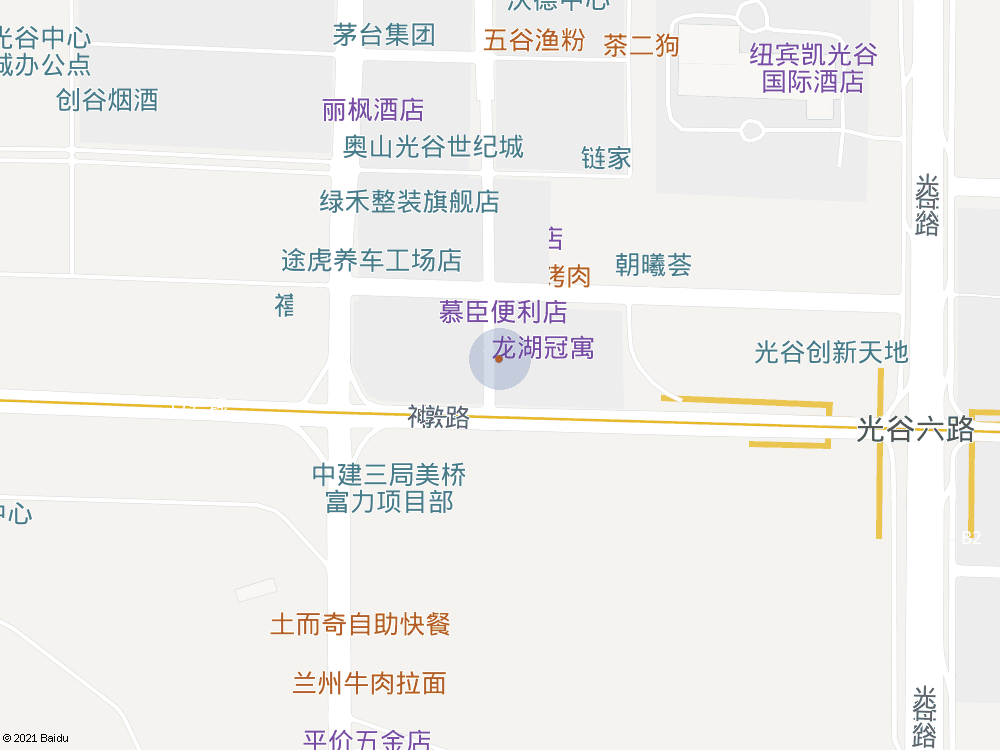 沃德中心
茅台集团
五谷渔粉
茶二狗
光谷中心
城办公点
纽宾凯光谷
国际酒店
创谷烟酒
丽枫酒店
奥山光谷世纪城
链家
绿禾整装旗舰店
光谷路
店
途虎养车工场店
朝曦荟
烤肉
禧
慕臣便利店
龙湖冠寓
光谷创新天地
神墩路
光谷六路
中建三局美桥
富力项目部
中心
B2
土而奇自助快餐
兰州牛肉拉面
平价五金店
© 2021 Baidu